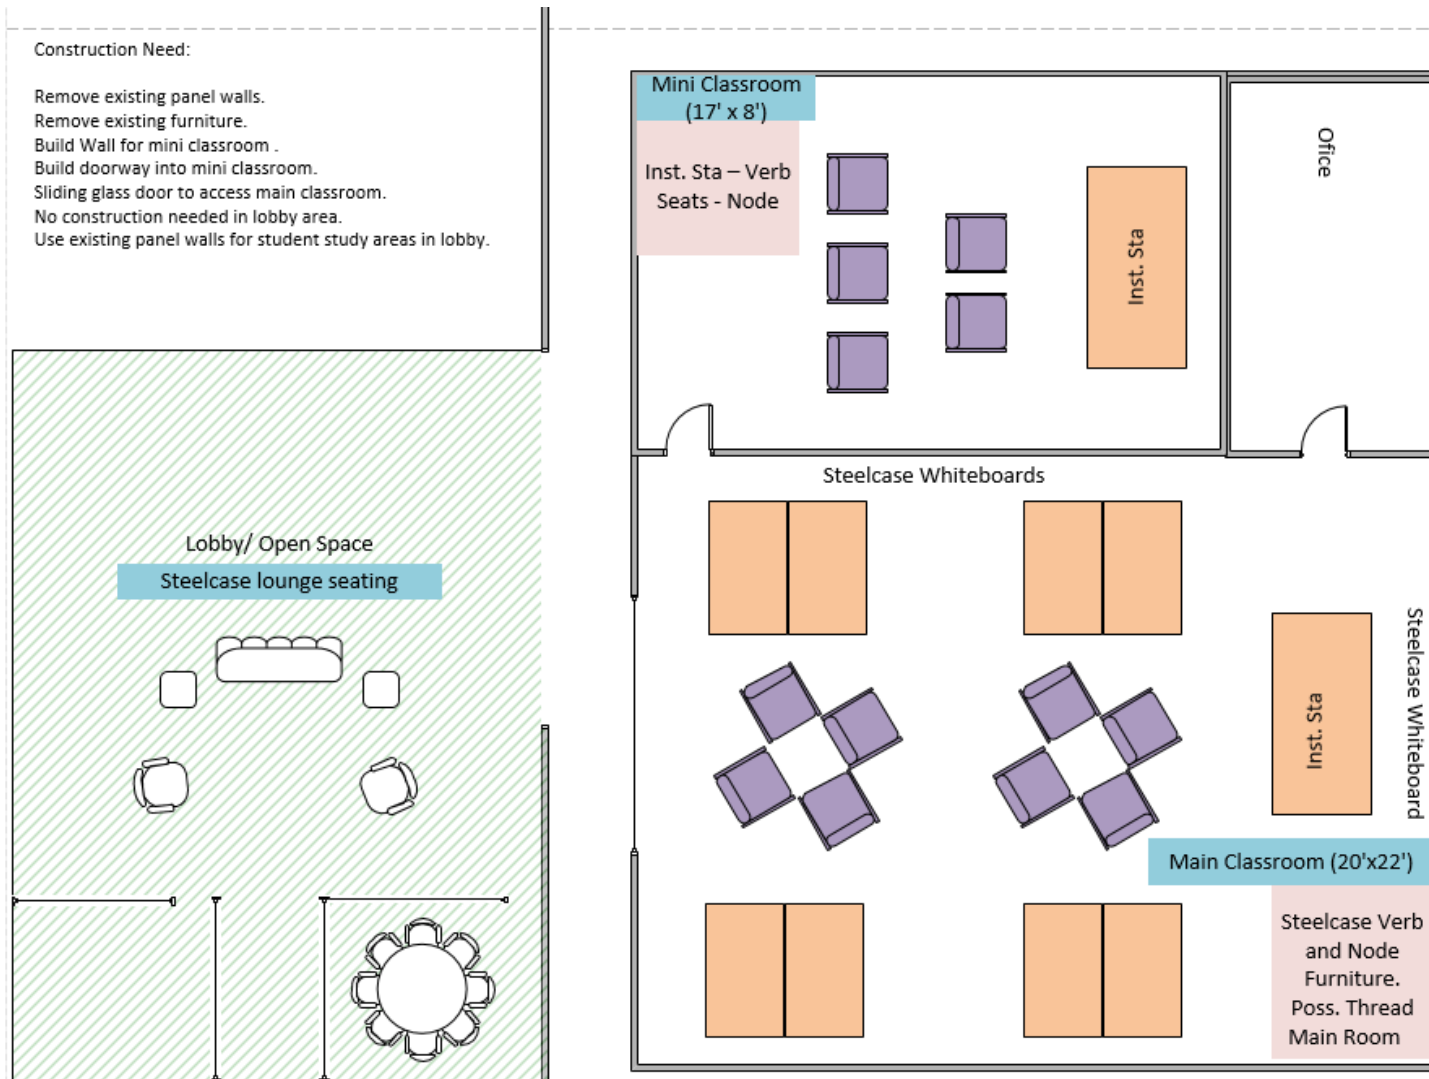 Construction Need:
Remove existing panel walls.
Remove existing furniture.
Build Wall for mini classroom .
Build doorway into mini classroom.
Sliding glass door to access main classroom.
No construction needed in lobby area.
Use existing panel walls for student study areas in lobby.
Mini Classroom
(17' x 8')
Inst. Sta – Verb
Seats - Node
Inst. Sta
Office
Steelcase Whiteboards
Lobby/ Open Space
Steelcase lounge seating
Inst. Sta
Steelcase Whiteboard
Main Classroom (20'x22')
Steelcase Verb
and Node
Furniture.
Poss. Thread
Main Room